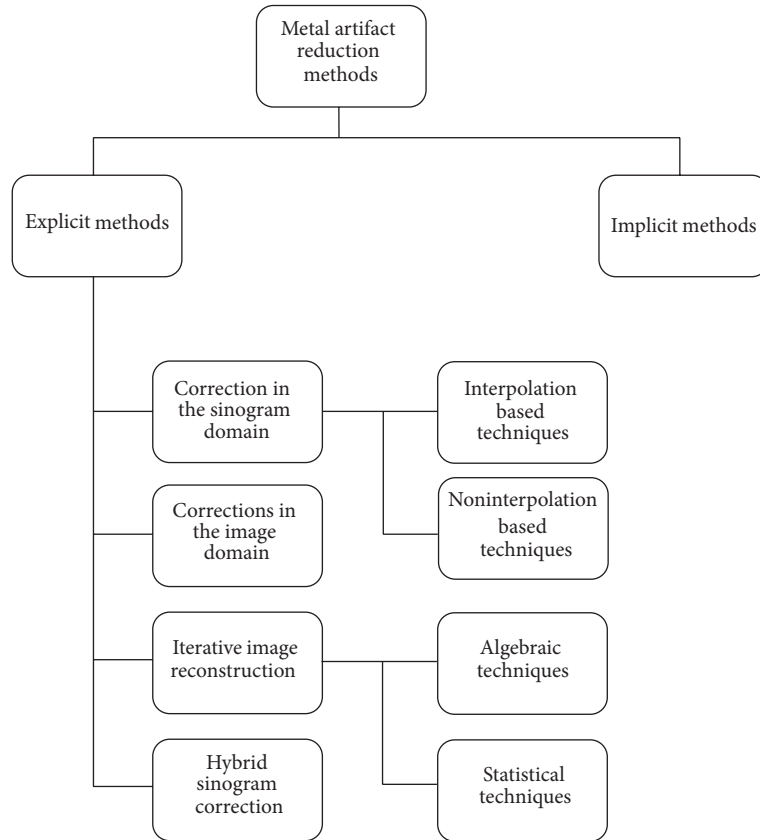 Metal artifact
reduction
methods
Explicit methods
Implicit methods
Correction in
the sinogram
domain
Interpolation
based
techniques
Corrections in
the image
domain
Noninterpolation
based
techniques
Iterative image
reconstruction
Algebraic
techniques
Hybrid
sinogram
correction
Statistical
techniques